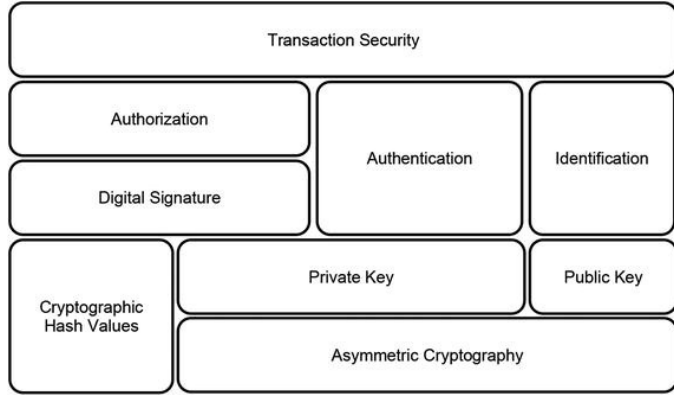 Transaction Security
Authorization
Authentication
Identification
Digital Signature
Cryptographic
Hash Values
Private Key
Public Key
Asymmetric Cryptography